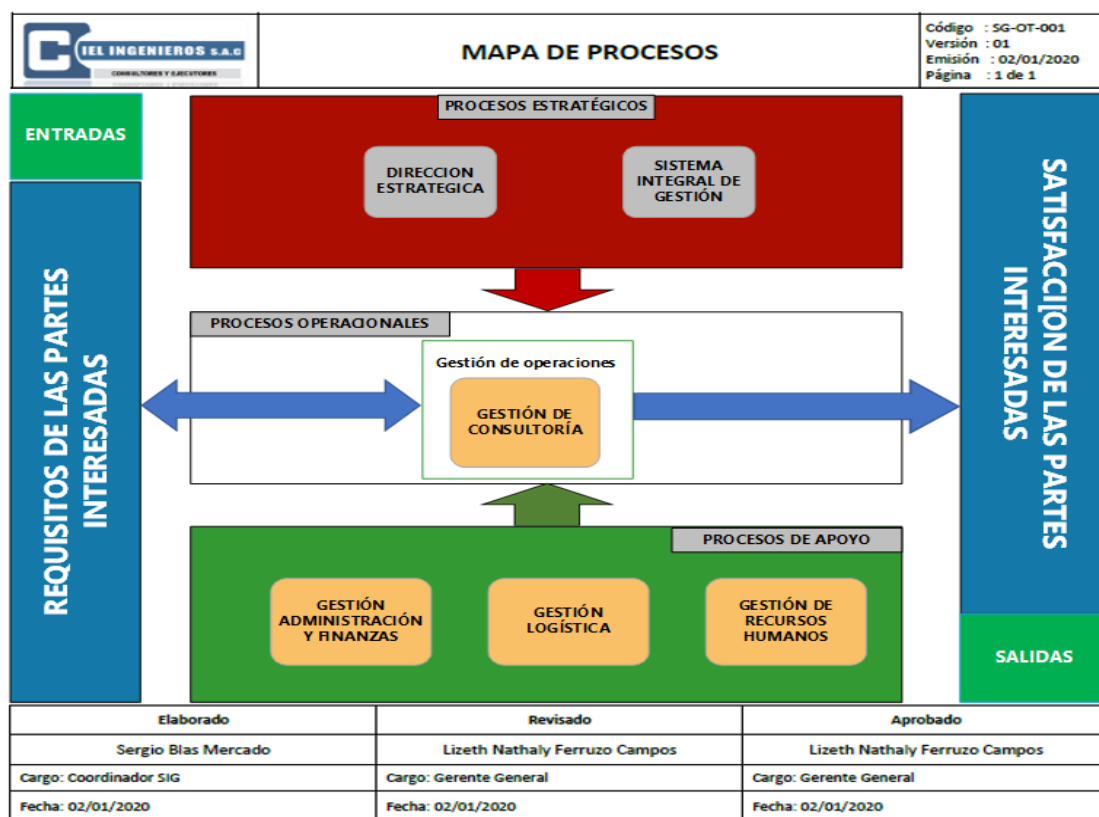 CIEL INGENIEROS S.A.C
CONSULTORES Y EJECUTORES
MAPA DE PROCESOS
Código : SG-OT-001
Versión : 01
Emisión : 02/01/2020
Página : 1 de 1
ENTRADAS
REQUISITOS DE LAS PARTES
INTERESADAS
PROCESOS ESTRATÉGICOS
DIRECCION
ESTRATEGICA
SISTEMA
INTEGRAL DE
GESTIÓN
PROCESOS OPERACIONALES
Gestión de operaciones
GESTIÓN DE
CONSULTORÍA
PROCESOS DE APOYO
GESTIÓN
ADMINISTRACIÓN
Y FINANZAS
GESTIÓN
LOGÍSTICA
GESTIÓN DE
RECURSOS
HUMANOS
SATISFACCI[ON DE LAS PARTES
INTERESADAS
SALIDAS
Elaborado
Revisado
Aprobado
Sergio Blas Mercado
Lizeth Nathaly Ferruzo Campos
Lizeth Nathaly Ferruzo Campos
Cargo: Coordinador SIG
Cargo: Gerente General
Cargo: Gerente General
Fecha: 02/01/2020
Fecha: 02/01/2020
Fecha: 02/01/2020